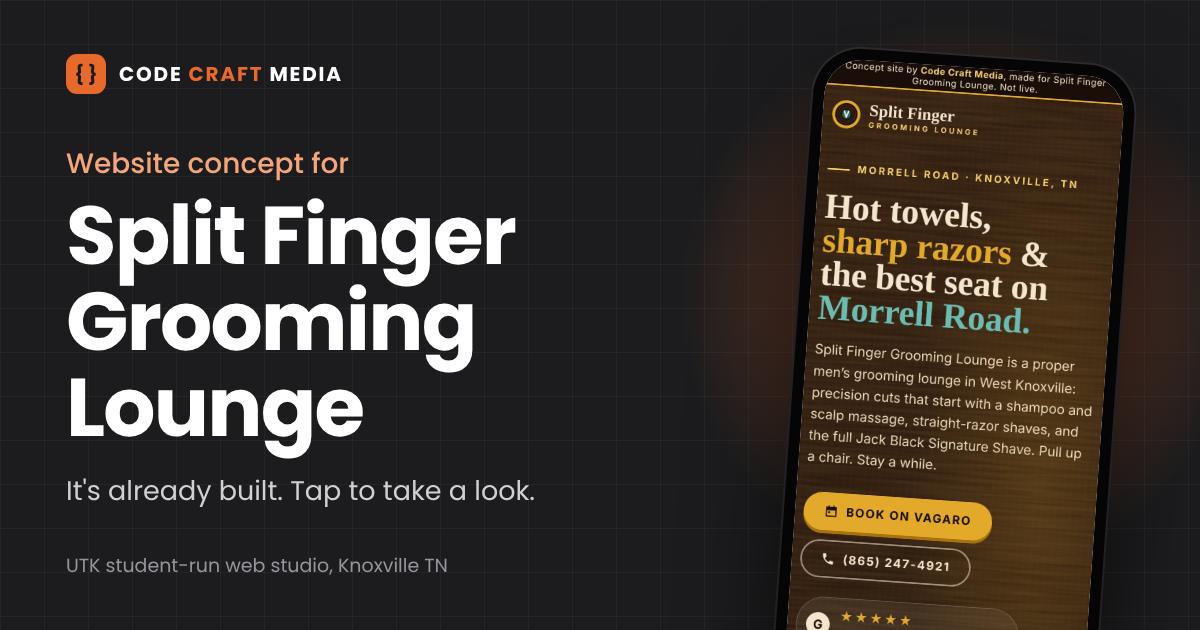 { } CODE CRAFT MEDIA
Website concept for
Split Finger
Grooming
Lounge
It's already built. Tap to take a look.
UTK student-run web studio, Knoxville TN
Concept site by Code Craft Media, made for Split Finger
Grooming Lounge. Not live.
V
Split Finger
GROOMING LOUNGE
MORRELL ROAD · KNOXVILLE, TN
Hot towels,
sharp razors &
the best seat on
Morrell Road.
Split Finger Grooming Lounge is a proper
men’s grooming lounge in West Knoxville:
precision cuts that start with a shampoo and
scalp massage, straight-razor shaves, and
the full Jack Black Signature Shave. Pull up
a chair. Stay a while.
BOOK ON VAGARO
(865) 247-4921
G ★★★★★